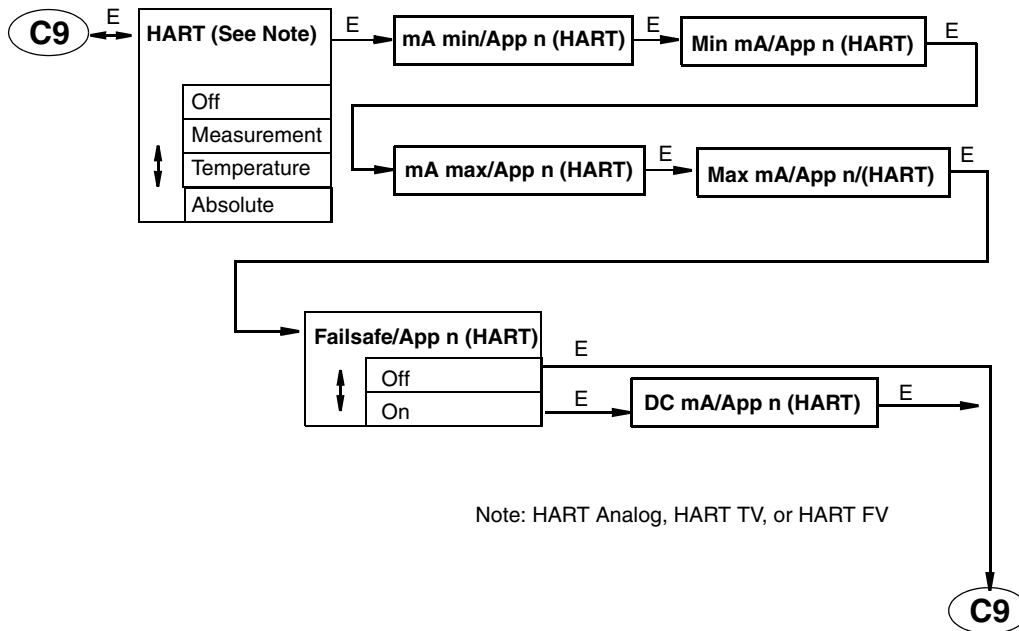 C9
E
HART (See Note)
E
mA min/App n (HART)
E
Min mA/App n (HART)
E
Off
Measurement
Temperature
Absolute
mA max/App n (HART)
E
Max mA/App n/(HART)
E
Failsafe/App n (HART)
E
Off
On
E
DC mA/App n (HART)
E
Note: HART Analog, HART TV, or HART FV
C9